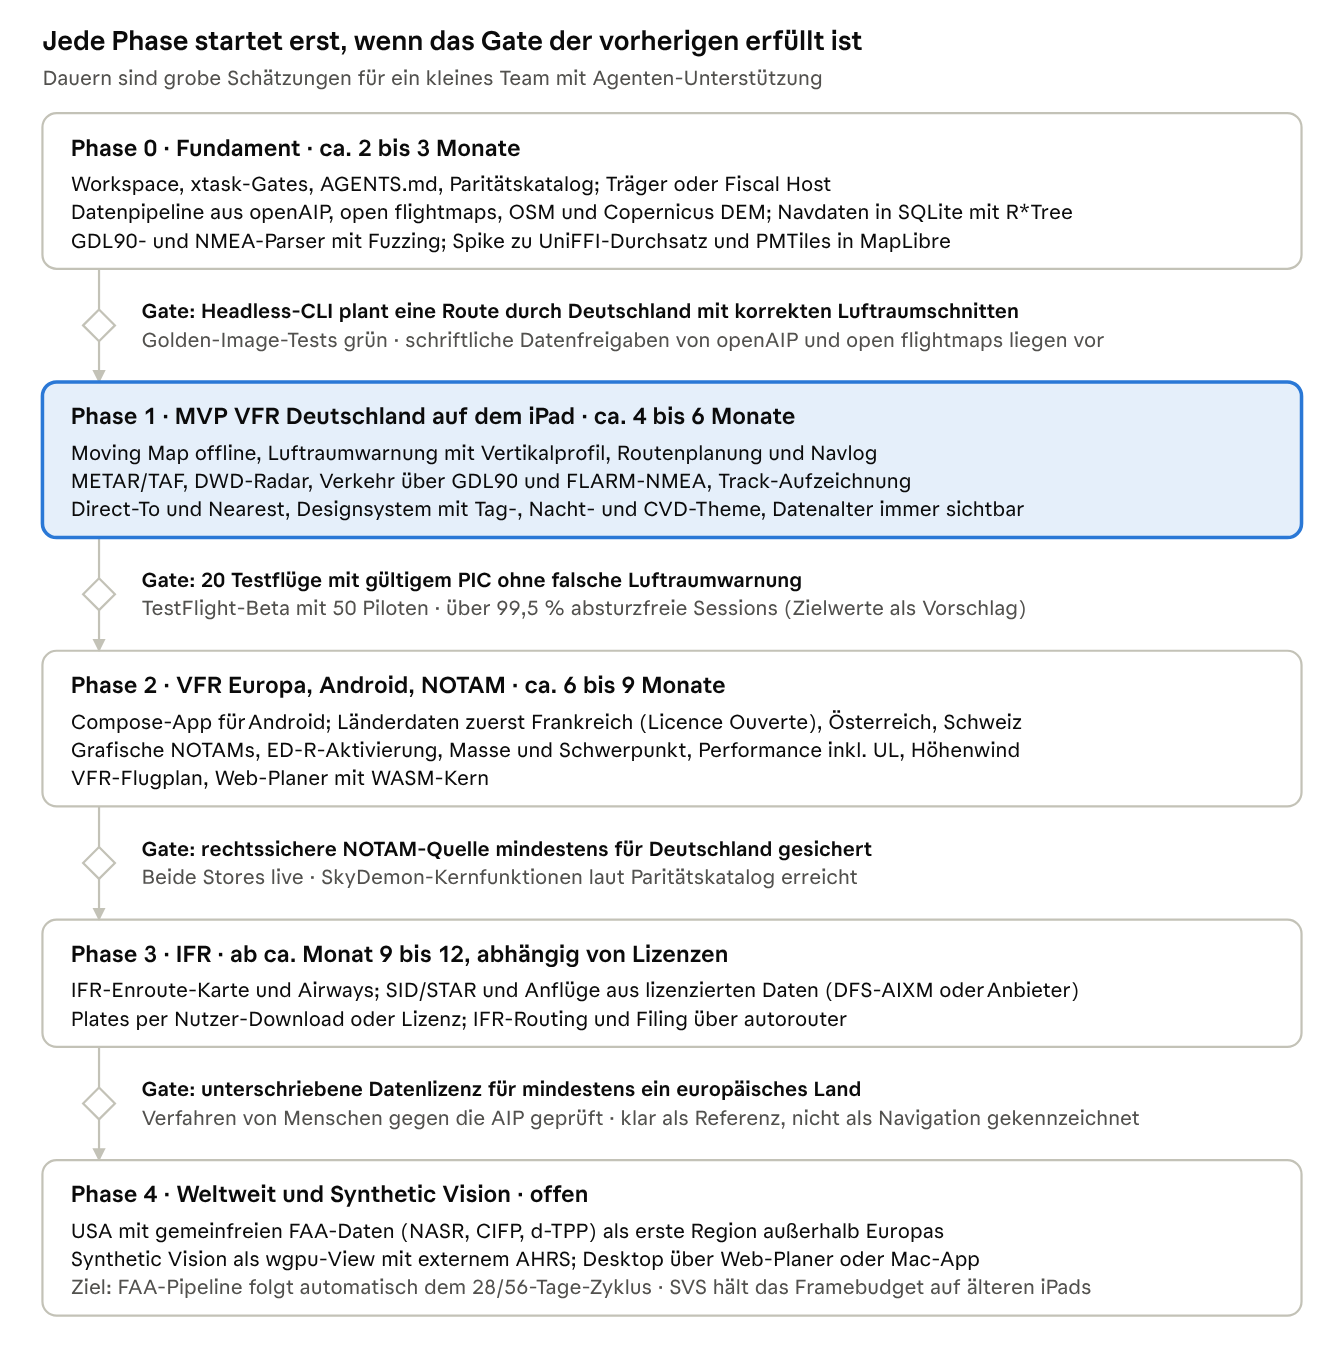 Jede Phase startet erst, wenn das Gate der vorherigen erfüllt ist
Dauern sind grobe Schätzungen für ein kleines Team mit Agenten-Unterstützung
Phase 0 · Fundament · ca. 2 bis 3 Monate
Workspace, xtask-Gates, AGENTS.md, Paritätskatalog; Träger oder Fiscal Host
Datenpipeline aus openAIP, open flightmaps, OSM und Copernicus DEM; Navdaten in SQLite mit R*Tree
GDL90- und NMEA-Parser mit Fuzzing; Spike zu UniFFI-Durchsatz und PMTiles in MapLibre
Gate: Headless-CLI plant eine Route durch Deutschland mit korrekten Luftraumschnitten
Golden-Image-Tests grün · schriftliche Datenfreigaben von openAIP und open flightmaps liegen vor
Phase 1 · MVP VFR Deutschland auf dem iPad · ca. 4 bis 6 Monate
Moving Map offline, Luftraumwarnung mit Vertikalprofil, Routenplanung und Navlog
METAR/TAF, DWD-Radar, Verkehr über GDL90 und FLARM-NMEA, Track-Aufzeichnung
Direct-To und Nearest, Designsystem mit Tag-, Nacht- und CVD-Theme, Datenalter immer sichtbar
Gate: 20 Testflüge mit gültigem PIC ohne falsche Luftraumwarnung
TestFlight-Beta mit 50 Piloten · über 99,5 % absturzfreie Sessions (Zielwerte als Vorschlag)
Phase 2 · VFR Europa, Android, NOTAM · ca. 6 bis 9 Monate
Compose-App für Android; Länderdaten zuerst Frankreich (Licence Ouverte), Österreich, Schweiz
Grafische NOTAMs, ED-R-Aktivierung, Masse und Schwerpunkt, Performance inkl. UL, Höhenwind
VFR-Flugplan, Web-Planer mit WASM-Kern
Gate: rechtssichere NOTAM-Quelle mindestens für Deutschland gesichert
Beide Stores live · SkyDemon-Kernfunktionen laut Paritätskatalog erreicht
Phase 3 · IFR · ab ca. Monat 9 bis 12, abhängig von Lizenzen
IFR-Enroute-Karte und Airways; SID/STAR und Anflüge aus lizenzierten Daten (DFS-AIXM oder Anbieter)
Plates per Nutzer-Download oder Lizenz; IFR-Routing und Filing über autorouter
Gate: unterschriebene Datenlizenz für mindestens ein europäisches Land
Verfahren von Menschen gegen die AIP geprüft · klar als Referenz, nicht als Navigation gekennzeichnet
Phase 4 · Weltweit und Synthetic Vision · offen
USA mit gemeinfreien FAA-Daten (NASR, CIFP, d-TPP) als erste Region außerhalb Europas
Synthetic Vision als wgpu-View mit externem AHRS; Desktop über Web-Planer oder Mac-App
Ziel: FAA-Pipeline folgt automatisch dem 28/56-Tage-Zyklus · SVS hält das Framebudget auf älteren iPads